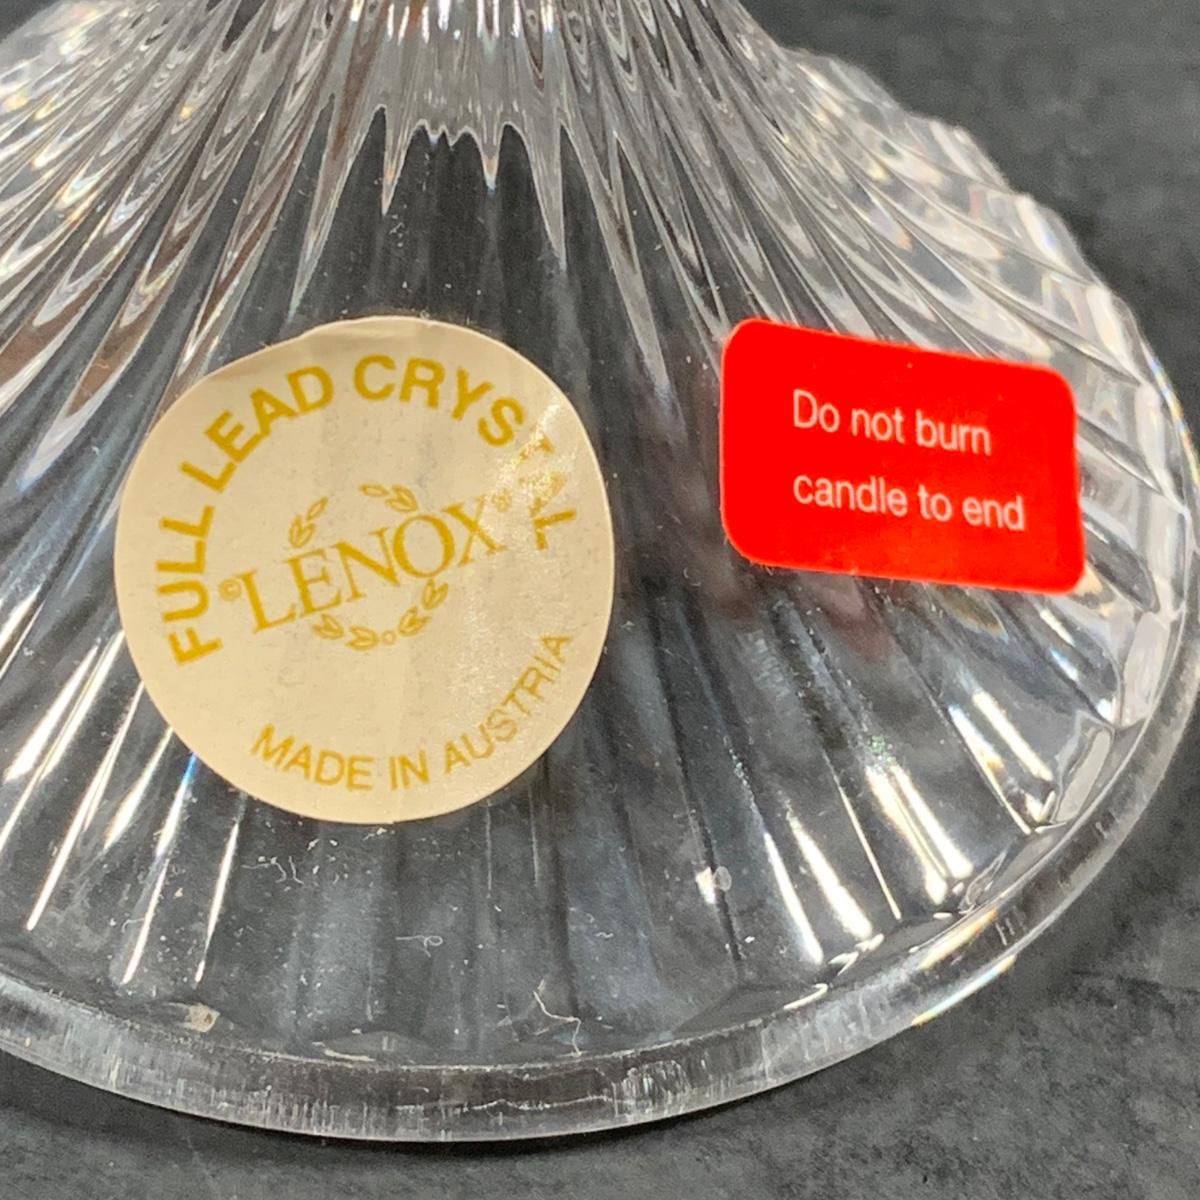 FULL LEAD CRYSTAL
©LENOX®
MADE IN AUSTRIA
Do not burn
candle to end